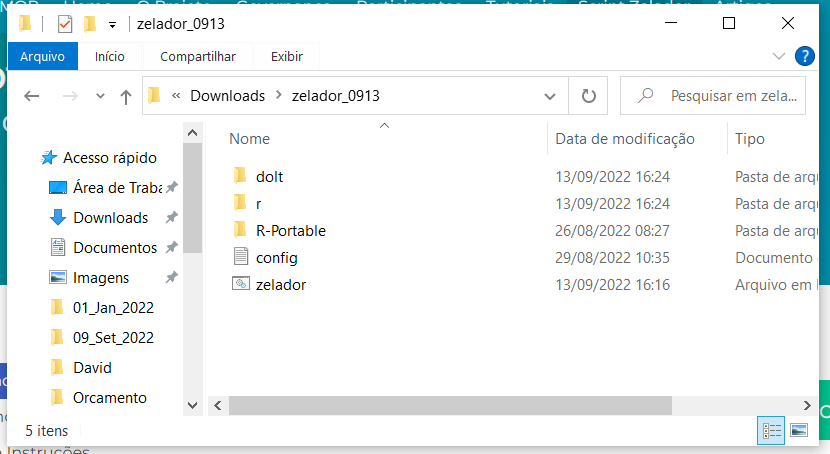 zelador_0913
Arquivo Início Compartilhar Exibir
« Downloads > zelador_0913
Pesquisar em zela...
Nome Data de modificação Tipo
Acesso rápido
Área de Traba
Downloads
Documentos
Imagens
01_Jan_2022
09_Set_2022
David
Orcamento
dolt 13/09/2022 16:24 Pasta de arqu
r 13/09/2022 16:24 Pasta de arqu
R-Portable 26/08/2022 08:27 Pasta de arqu
config 29/08/2022 10:35 Documento
zelador 13/09/2022 16:16 Arquivo em
5 itens
Instruções